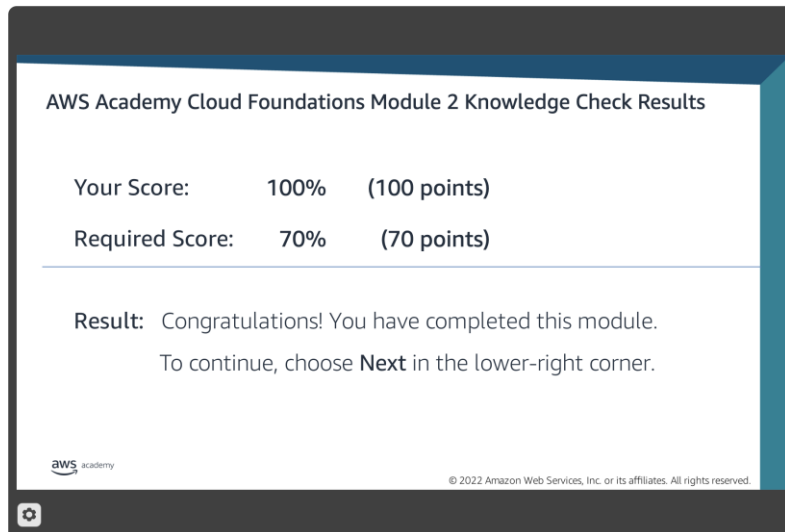 AWS Academy Cloud Foundations Module 2 Knowledge Check Results
Your Score: 100% (100 points)
Required Score: 70% (70 points)
Result: Congratulations! You have completed this module.
To continue, choose Next in the lower-right corner.
aws academy
© 2022 Amazon Web Services, Inc. or its affiliates. All rights reserved.